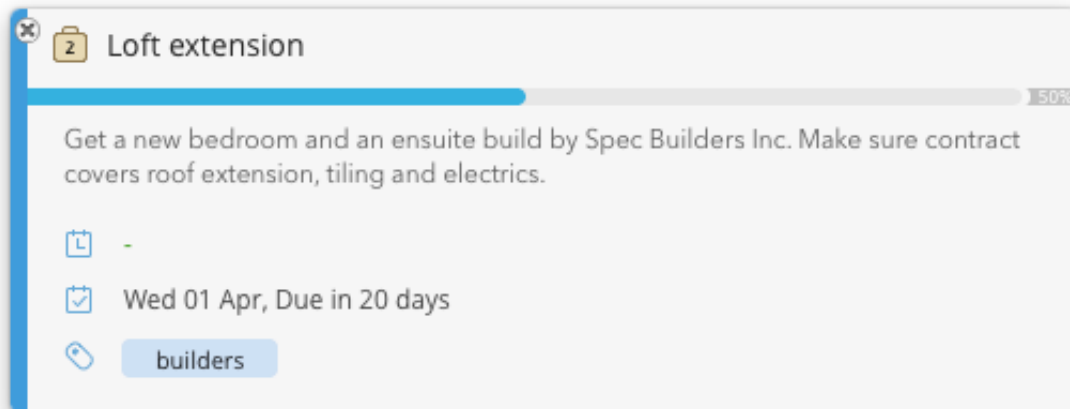 2 Loft extension
50%
Get a new bedroom and an ensuite build by Spec Builders Inc. Make sure contract
covers roof extension, tiling and electrics.
-
Wed 01 Apr, Due in 20 days
builders